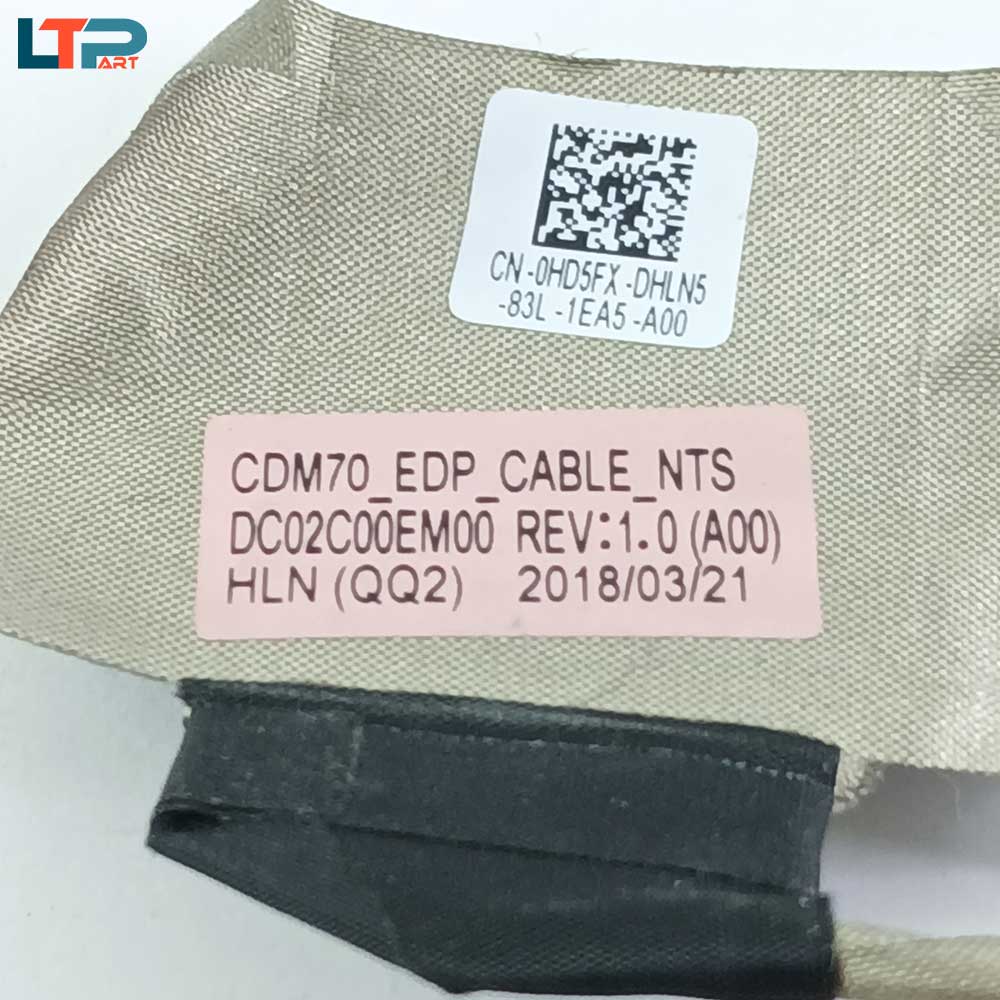 LTPART
CN-0HD5FX-DHLN5
-83L-1EA5-A00
CDM70_EDP_CABLE_NTS
DC02C00EM00 REV:1.0 (A00)
HLN (QQ2) 2018/03/21